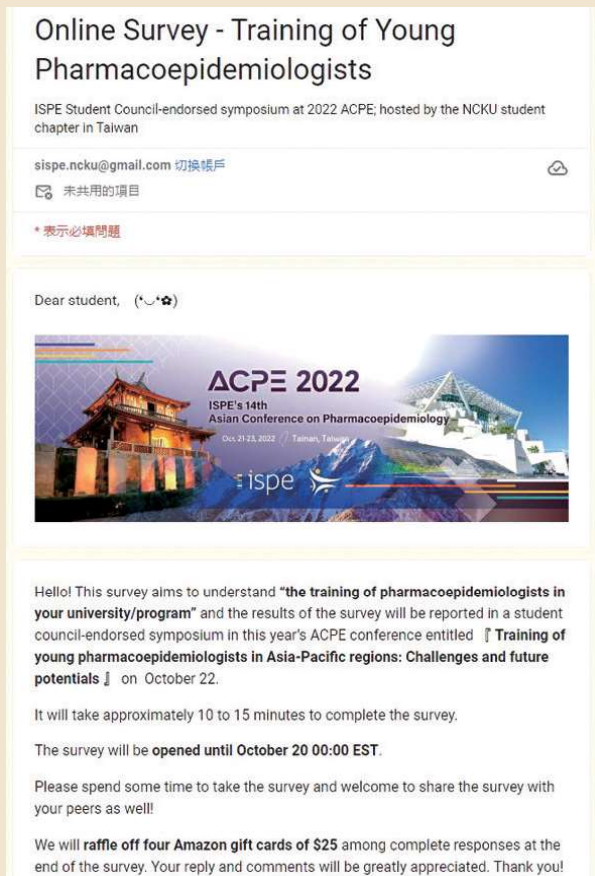 Online Survey - Training of Young
Pharmacoepidemiologists
ISPE Student Council-endorsed symposium at 2022 ACPE; hosted by the NCKU student
chapter in Taiwan
sispe.ncku@gmail.com 切換帳戶
未共用的項目
* 表示必填問題
Dear student, (❛◡❛✿)
ACPE 2022
ISPE's 14th
Asian Conference on Pharmacoepidemiology
Oct. 21-23, 2022 / Tainan, Taiwan
ispe
Hello! This survey aims to understand "the training of pharmacoepidemiologists in
your university/program" and the results of the survey will be reported in a student
council-endorsed symposium in this year's ACPE conference entitled 『Training of
young pharmacoepidemiologists in Asia-Pacific regions: Challenges and future
potentials』 on October 22.
It will take approximately 10 to 15 minutes to complete the survey.
The survey will be opened until October 20 00:00 EST.
Please spend some time to take the survey and welcome to share the survey with
your peers as well!
We will raffle off four Amazon gift cards of $25 among complete responses at the
end of the survey. Your reply and comments will be greatly appreciated. Thank you!